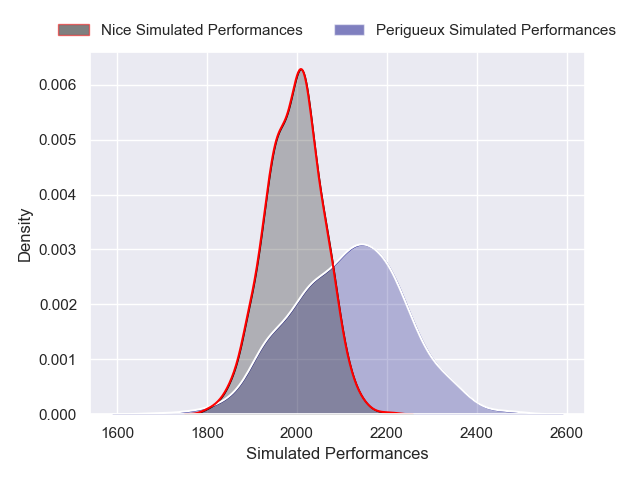 Nice Simulated Performances Perigueux Simulated Performances
0.006
0.005
0.004
0.003
0.002
0.001
0.000
Density
1600 1800 2000 2200 2400 2600
Simulated Performances